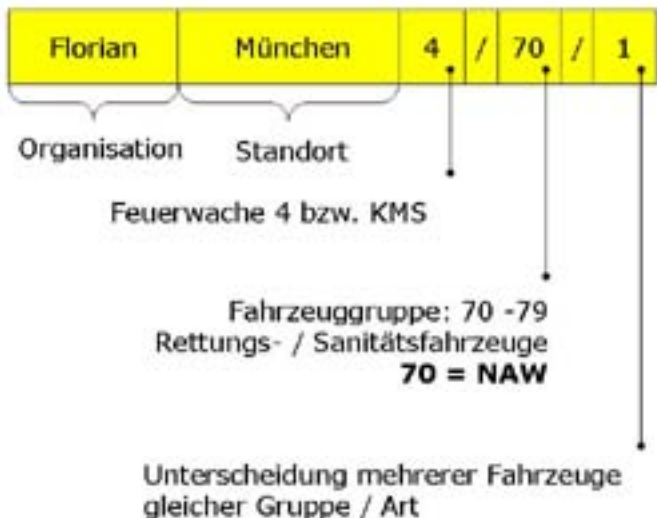 Florian München 4 / 70 / 1
Organisation Standort
Feuerwache 4 bzw. KMS
Fahrzeuggruppe: 70 -79
Rettungs- / Sanitätsfahrzeuge
70 = NAW
Unterscheidung mehrerer Fahrzeuge
gleicher Gruppe / Art